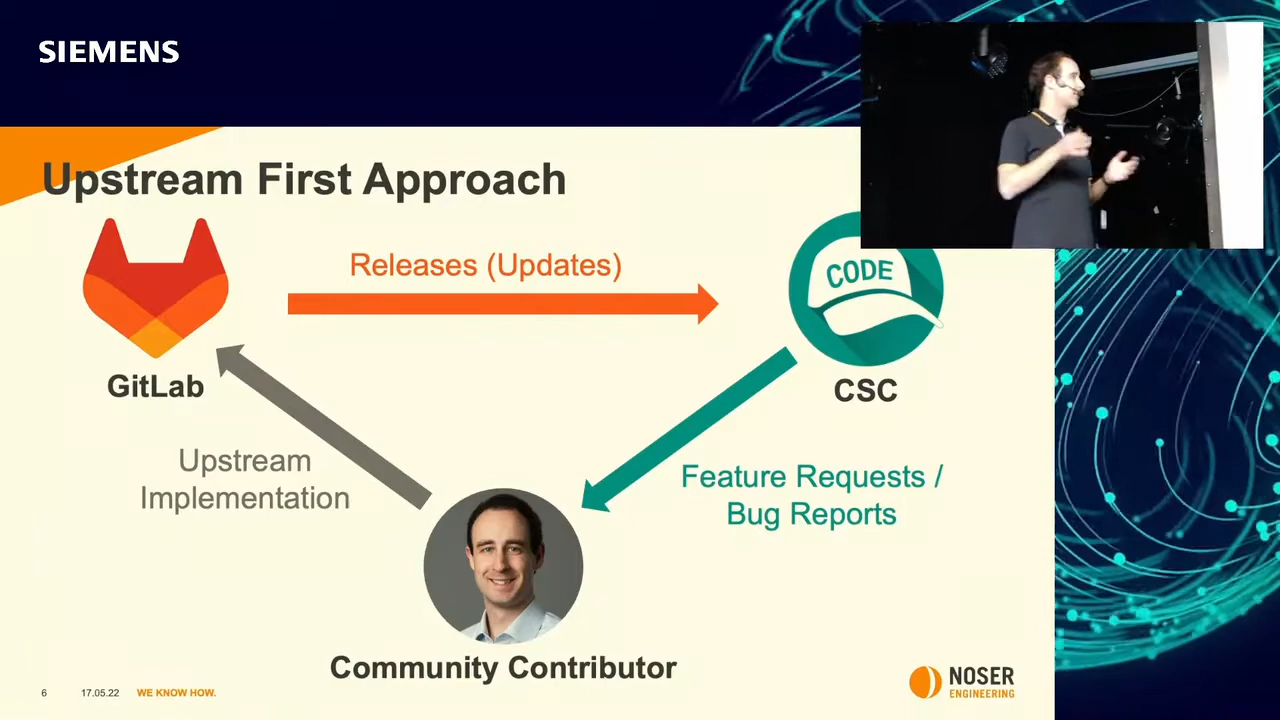 SIEMENS
Upstream First Approach
Releases (Updates)
CODE
GitLab
CSC
Upstream
Implementation
Feature Requests /
Bug Reports
Community Contributor
6 17.05.22 WE KNOW HOW.
NOSER
ENGINEERING